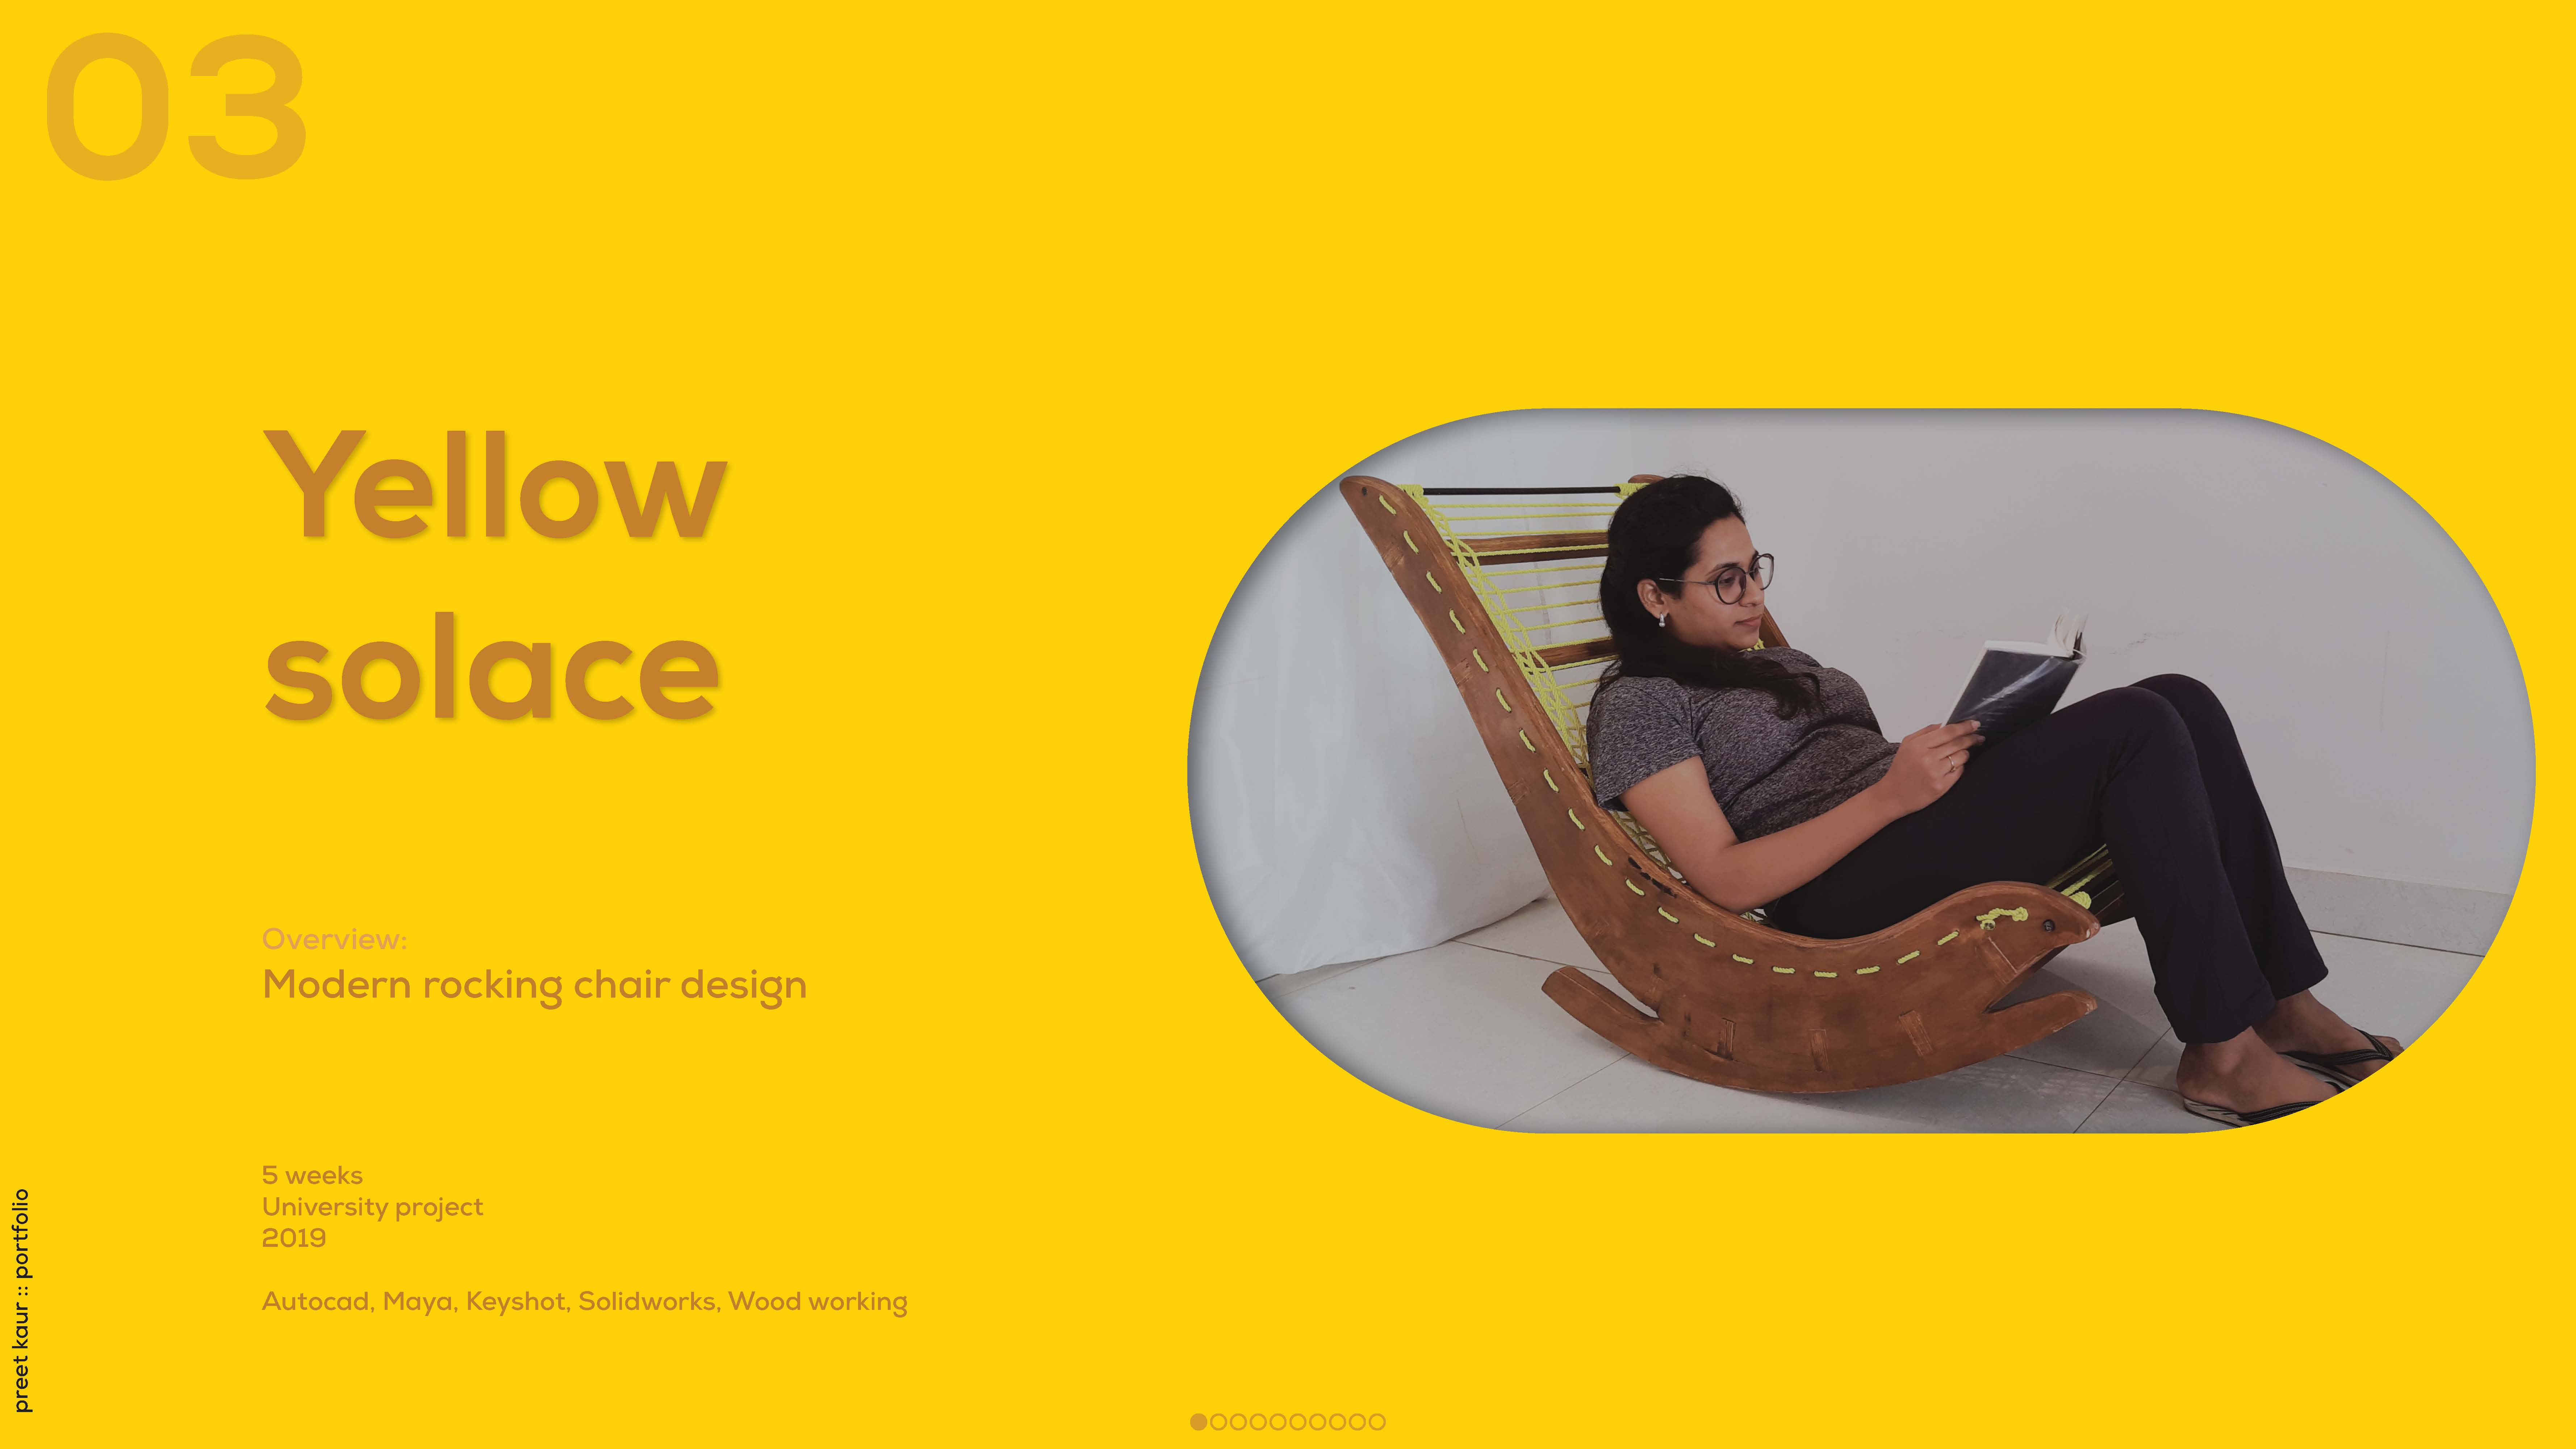 03
Yellow
solace
Overview:
Modern rocking chair design
5 weeks
University project
2019
Autocad, Maya, Keyshot, Solidworks, Wood working
preet kaur :: portfolio